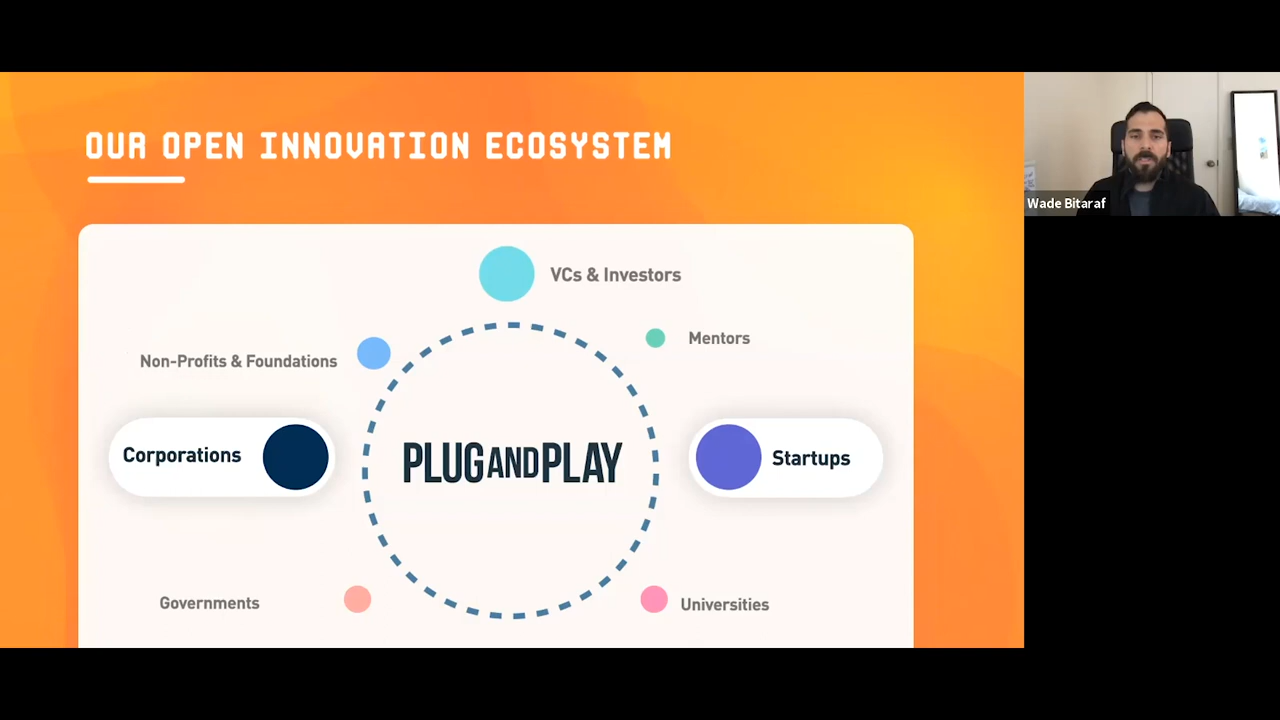 OUR OPEN INNOVATION ECOSYSTEM
Wade Bitaraf
VCs & Investors
Mentors
Non-Profits & Foundations
Corporations
PLUGANDPLAY
Startups
Governments
Universities